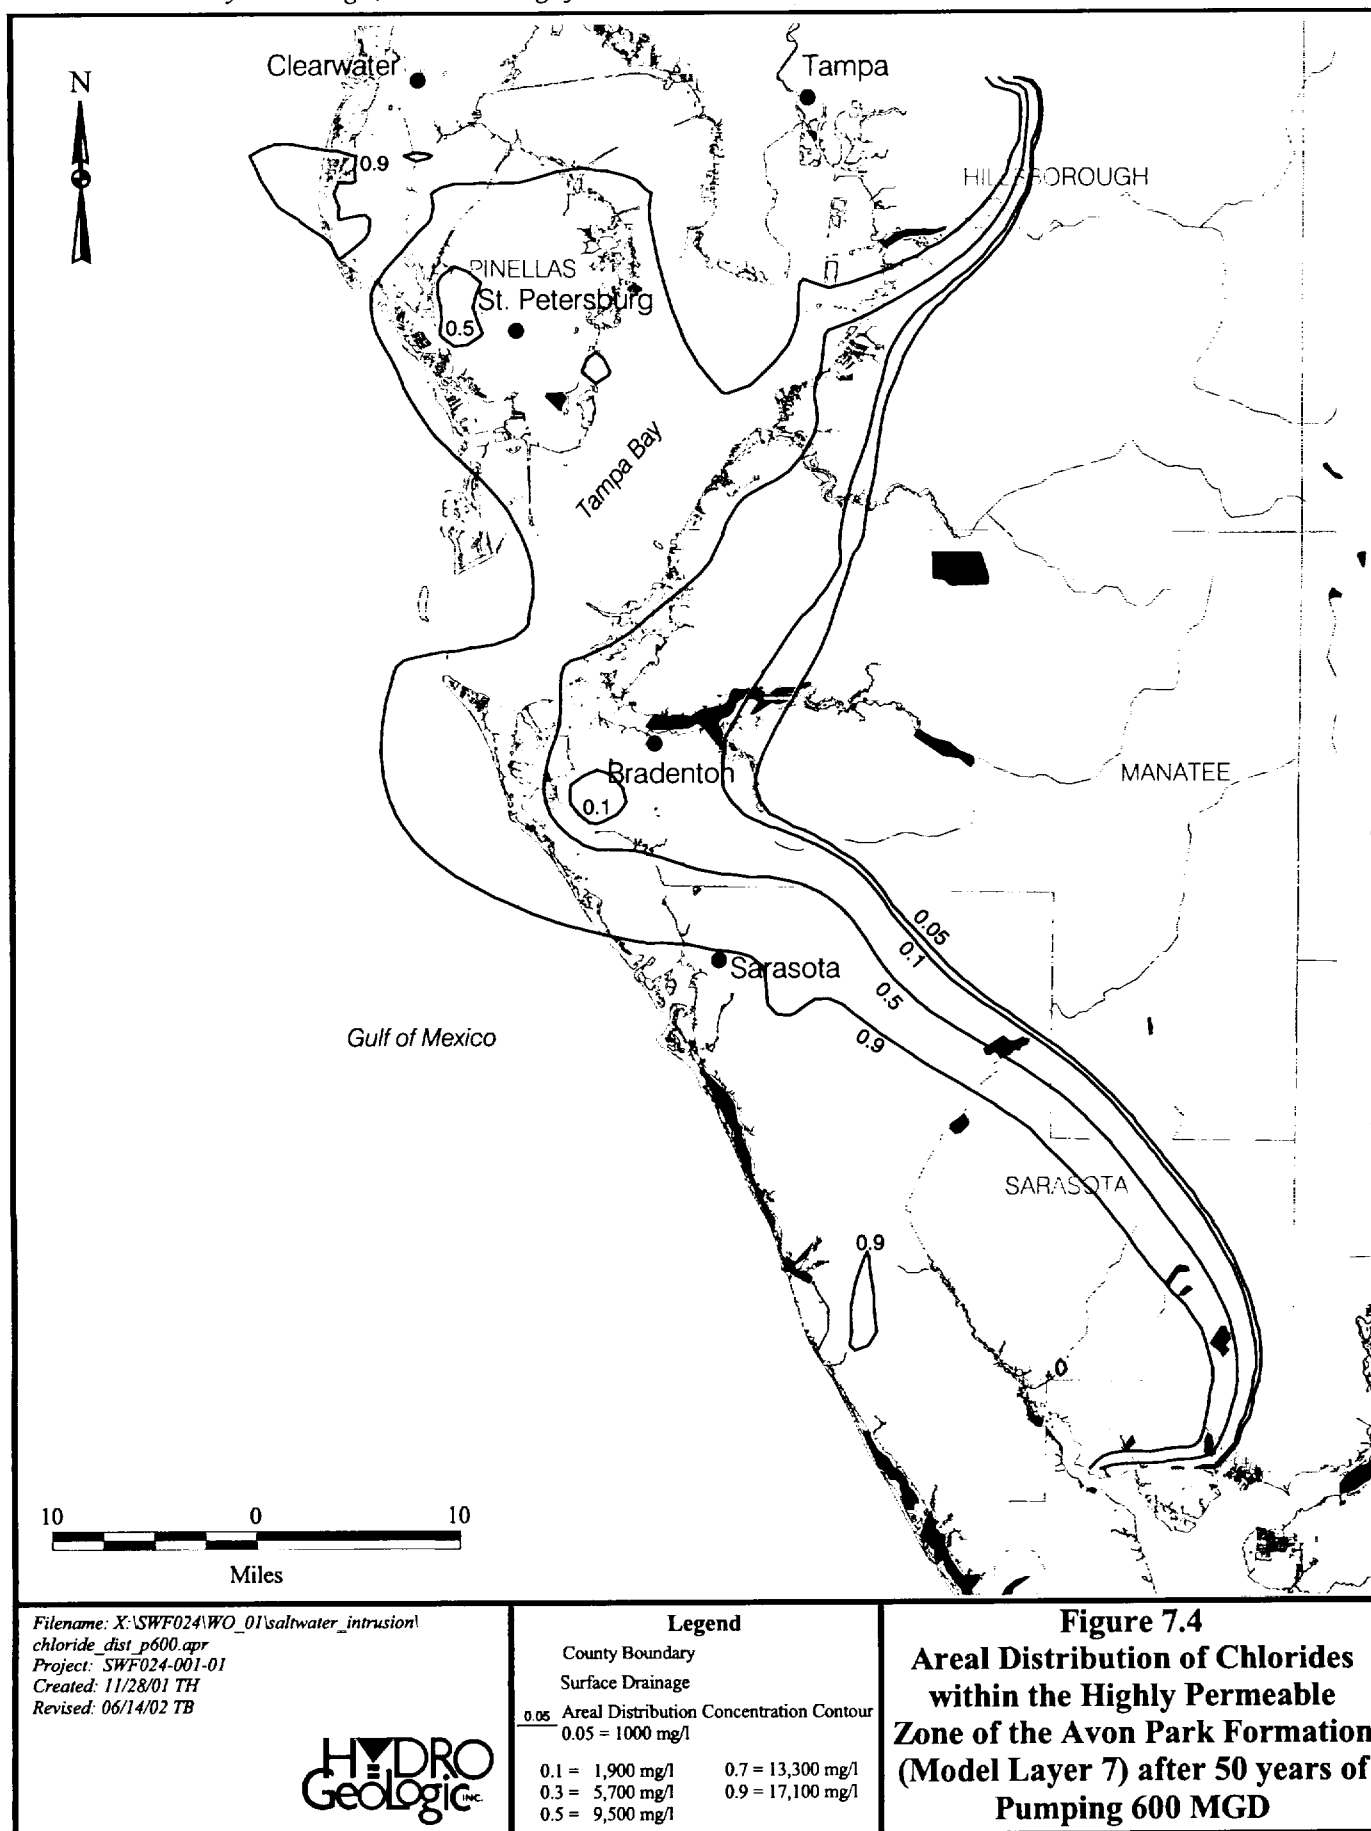 N
Clearwater
Tampa
0.9
HILLSBOROUGH
PINELLAS
St. Petersburg
0.5
Tampa Bay
Bradenton
0.1
MANATEE
0.05
0.1
Sarasota
0.5
0.9
Gulf of Mexico
SARASOTA
0.9
10 0 10
Miles
Filename: X:\SWF024\WO_01\saltwater_intrusion\
chloride_dist_p600.apr
Project: SWF024-001-01
Created: 11/28/01 TH
Revised: 06/14/02 TB
HYDRO
GeoLogic INC.
Legend
County Boundary
Surface Drainage
0.05 Areal Distribution Concentration Contour
0.05 = 1000 mg/l
0.1 = 1,900 mg/l 0.7 = 13,300 mg/l
0.3 = 5,700 mg/l 0.9 = 17,100 mg/l
0.5 = 9,500 mg/l
Figure 7.4
Areal Distribution of Chlorides
within the Highly Permeable
Zone of the Avon Park Formation
(Model Layer 7) after 50 years of
Pumping 600 MGD